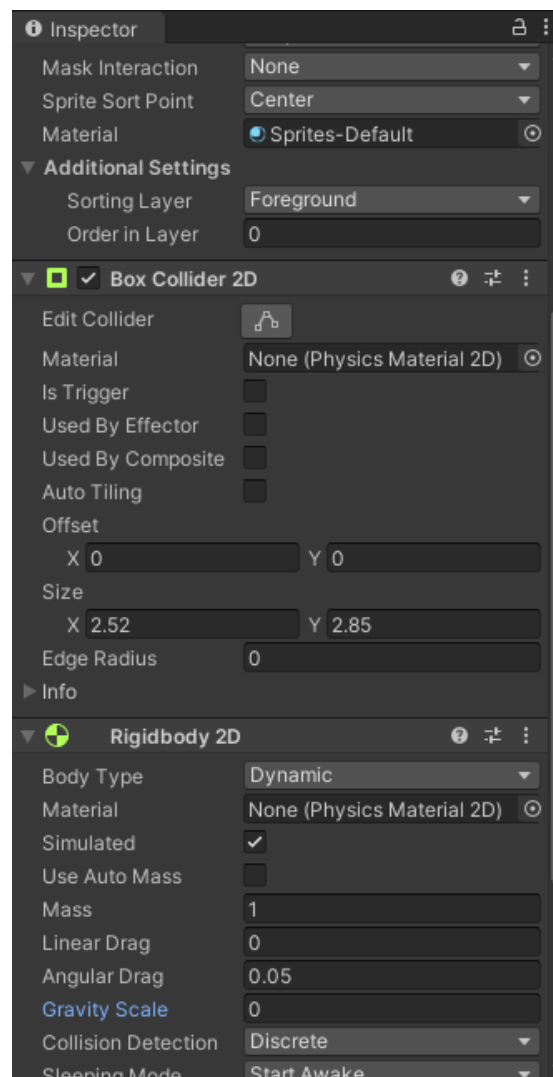 Inspector
Mask Interaction None
Sprite Sort Point Center
Material Sprites-Default
Additional Settings
Sorting Layer Foreground
Order in Layer 0
Box Collider 2D
Edit Collider
Material None (Physics Material 2D)
Is Trigger
Used By Effector
Used By Composite
Auto Tiling
Offset
X 0 Y 0
Size
X 2.52 Y 2.85
Edge Radius 0
Info
Rigidbody 2D
Body Type Dynamic
Material None (Physics Material 2D)
Simulated
Use Auto Mass
Mass 1
Linear Drag 0
Angular Drag 0.05
Gravity Scale 0
Collision Detection Discrete
Sleeping Mode Start Awake